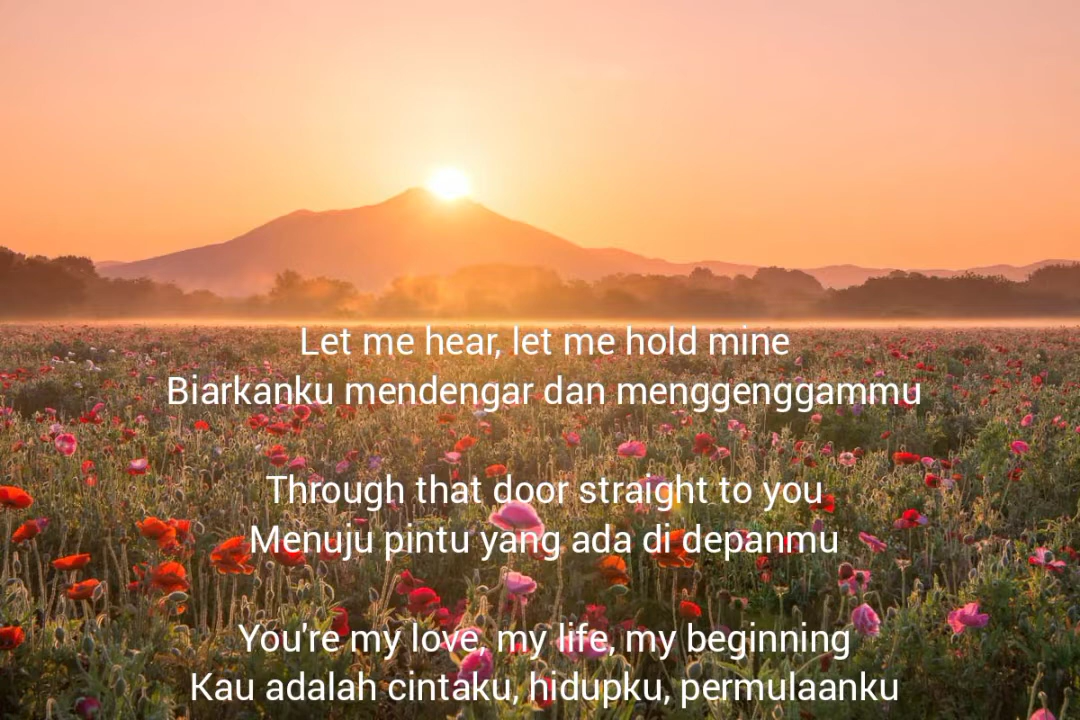 Let me hear, let me hold mine
Biarkanku mendengar dan menggenggammu
Through that door straight to you
Menuju pintu yang ada di depanmu
You're my love, my life, my beginning
Kau adalah cintaku, hidupku, permulaanku